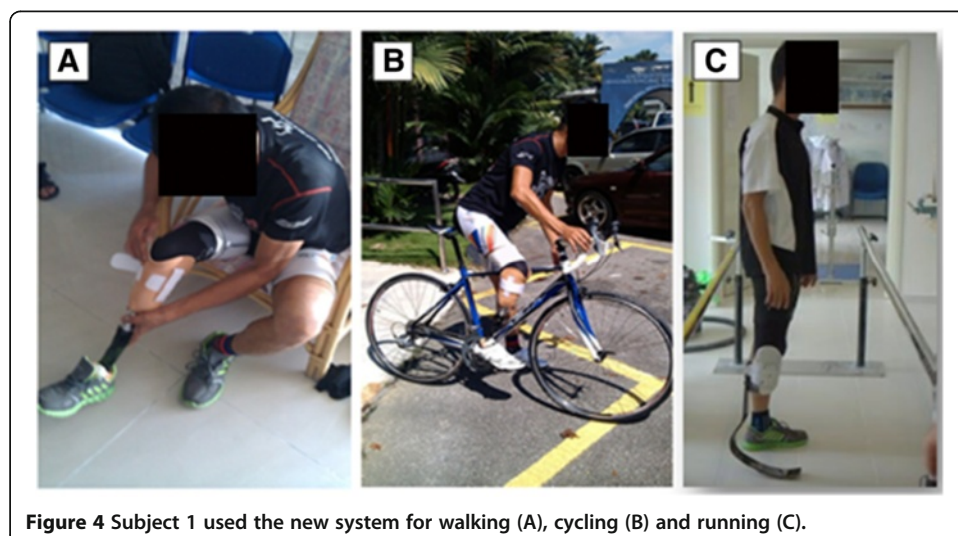 A
B
C
Figure 4 Subject 1 used the new system for walking (A), cycling (B) and running (C).